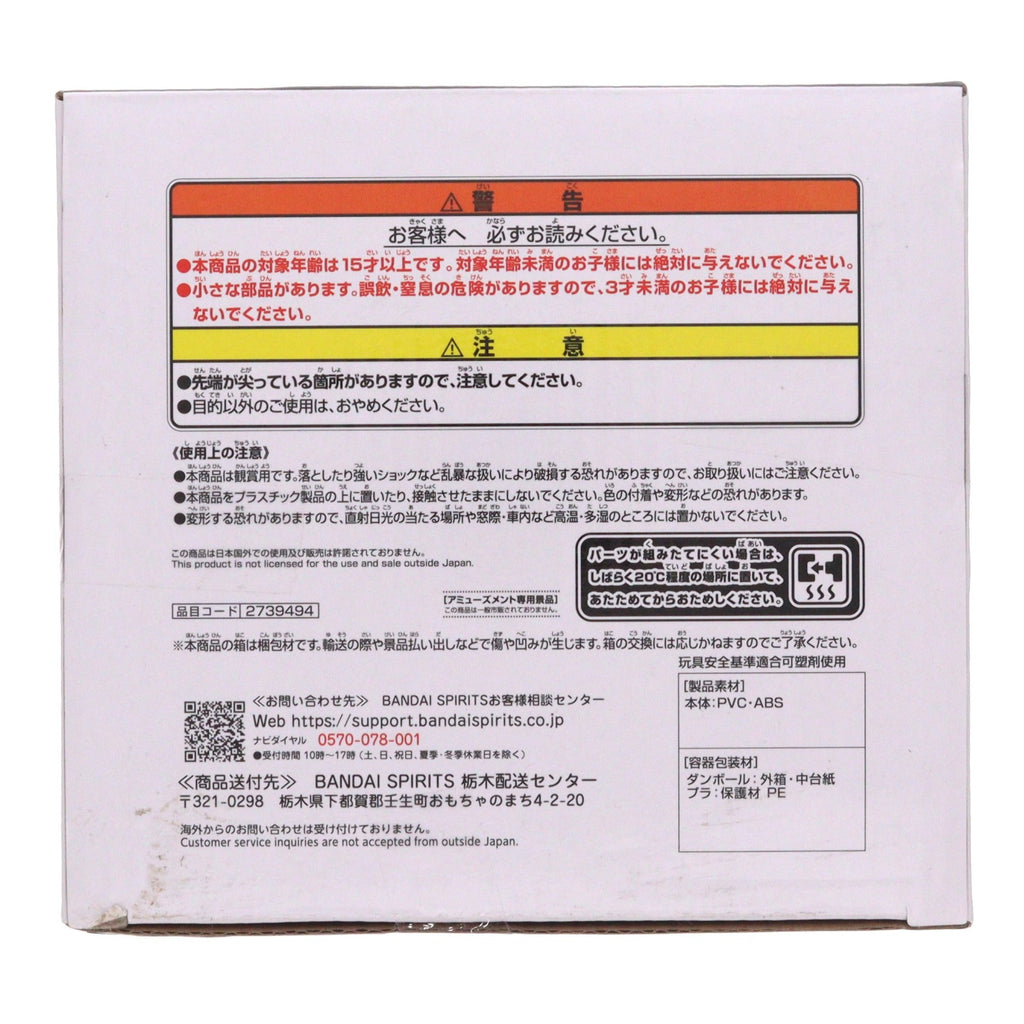 ⚠警告
お客様へ 必ずお読みください。
●本商品の対象年齢は15才以上です。対象年齢未満のお子様には絶対に与えないでください。
●小さな部品があります。誤飲・窒息の危険がありますので、3才未満のお子様には絶対に与え
ないでください。
⚠注意
●先端が尖っている箇所がありますので、注意してください。
●目的以外のご使用は、おやめください。
《使用上の注意》
●本商品は観賞用です。落としたり強いショックなど乱暴な扱いにより破損する恐れがありますので、お取り扱いにはご注意ください。
●本商品をプラスチック製品の上に置いたり、接触させたままにしないでください。色の付着や変形などの恐れがあります。
●変形する恐れがありますので、直射日光の当たる場所や窓際・車内など高温・多湿のところには置かないでください。
この商品は日本国外での使用及び販売は許諾されておりません。
This product is not licensed for the use and sale outside Japan.
パーツが組みたてにくい場合は、
しばらく20℃程度の場所に置いて、
あたためてからおためしください。
品目コード 2739494
[アミューズメント専用景品]
この商品は一般市販されておりません。
※本商品の箱は梱包材です。輸送の際や景品払い出しなどで傷や凹みが生じます。箱の交換には応じかねますのでご了承ください。
玩具安全基準適合可塑剤使用
[製品素材]
本体:PVC・ABS
[容器包装材]
ダンボール:外箱・中台紙
プラ:保護材 PE
≪お問い合わせ先≫ BANDAI SPIRITSお客様相談センター
Web https://support.bandaispirits.co.jp
ナビダイヤル 0570-078-001
●受付時間 10時〜17時(土、日、祝日、夏季・冬季休業日を除く)
≪商品送付先≫ BANDAI SPIRITS 栃木配送センター
〒321-0298 栃木県下都賀郡壬生町おもちゃのまち4-2-20
海外からのお問い合わせは受け付けておりません。
Customer service inquiries are not accepted from outside Japan.